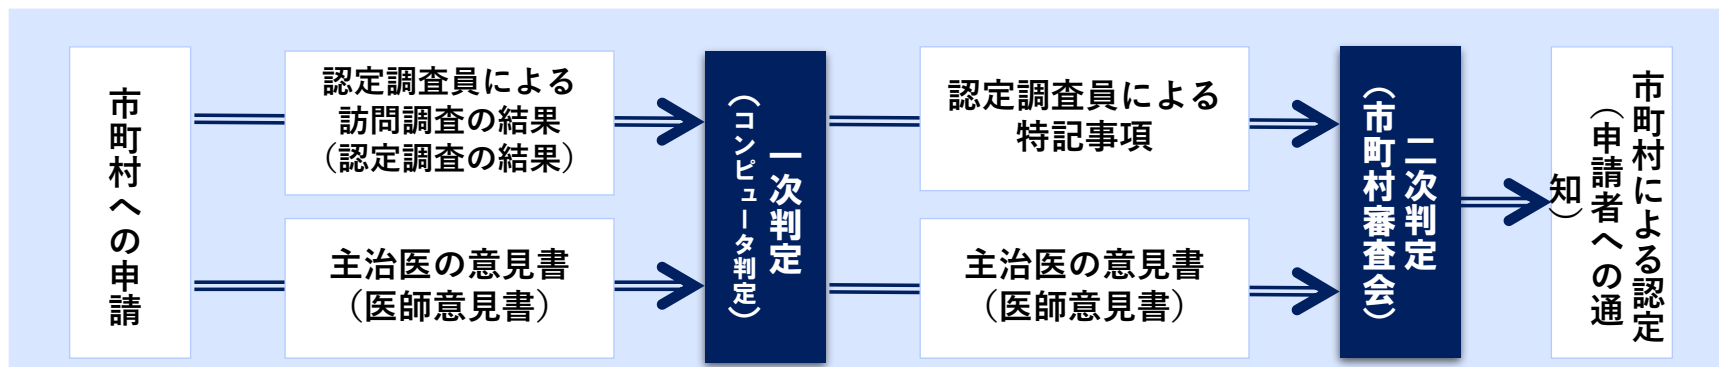 市町村への申請
認定調査員による
訪問調査の結果
（認定調査の結果）
主治医の意見書
（医師意見書）
一次判定
（コンピュータ判定）
認定調査員による
特記事項
主治医の意見書
（医師意見書）
二次判定
（市町村審査会）
市町村による認定
（申請者への通
知）